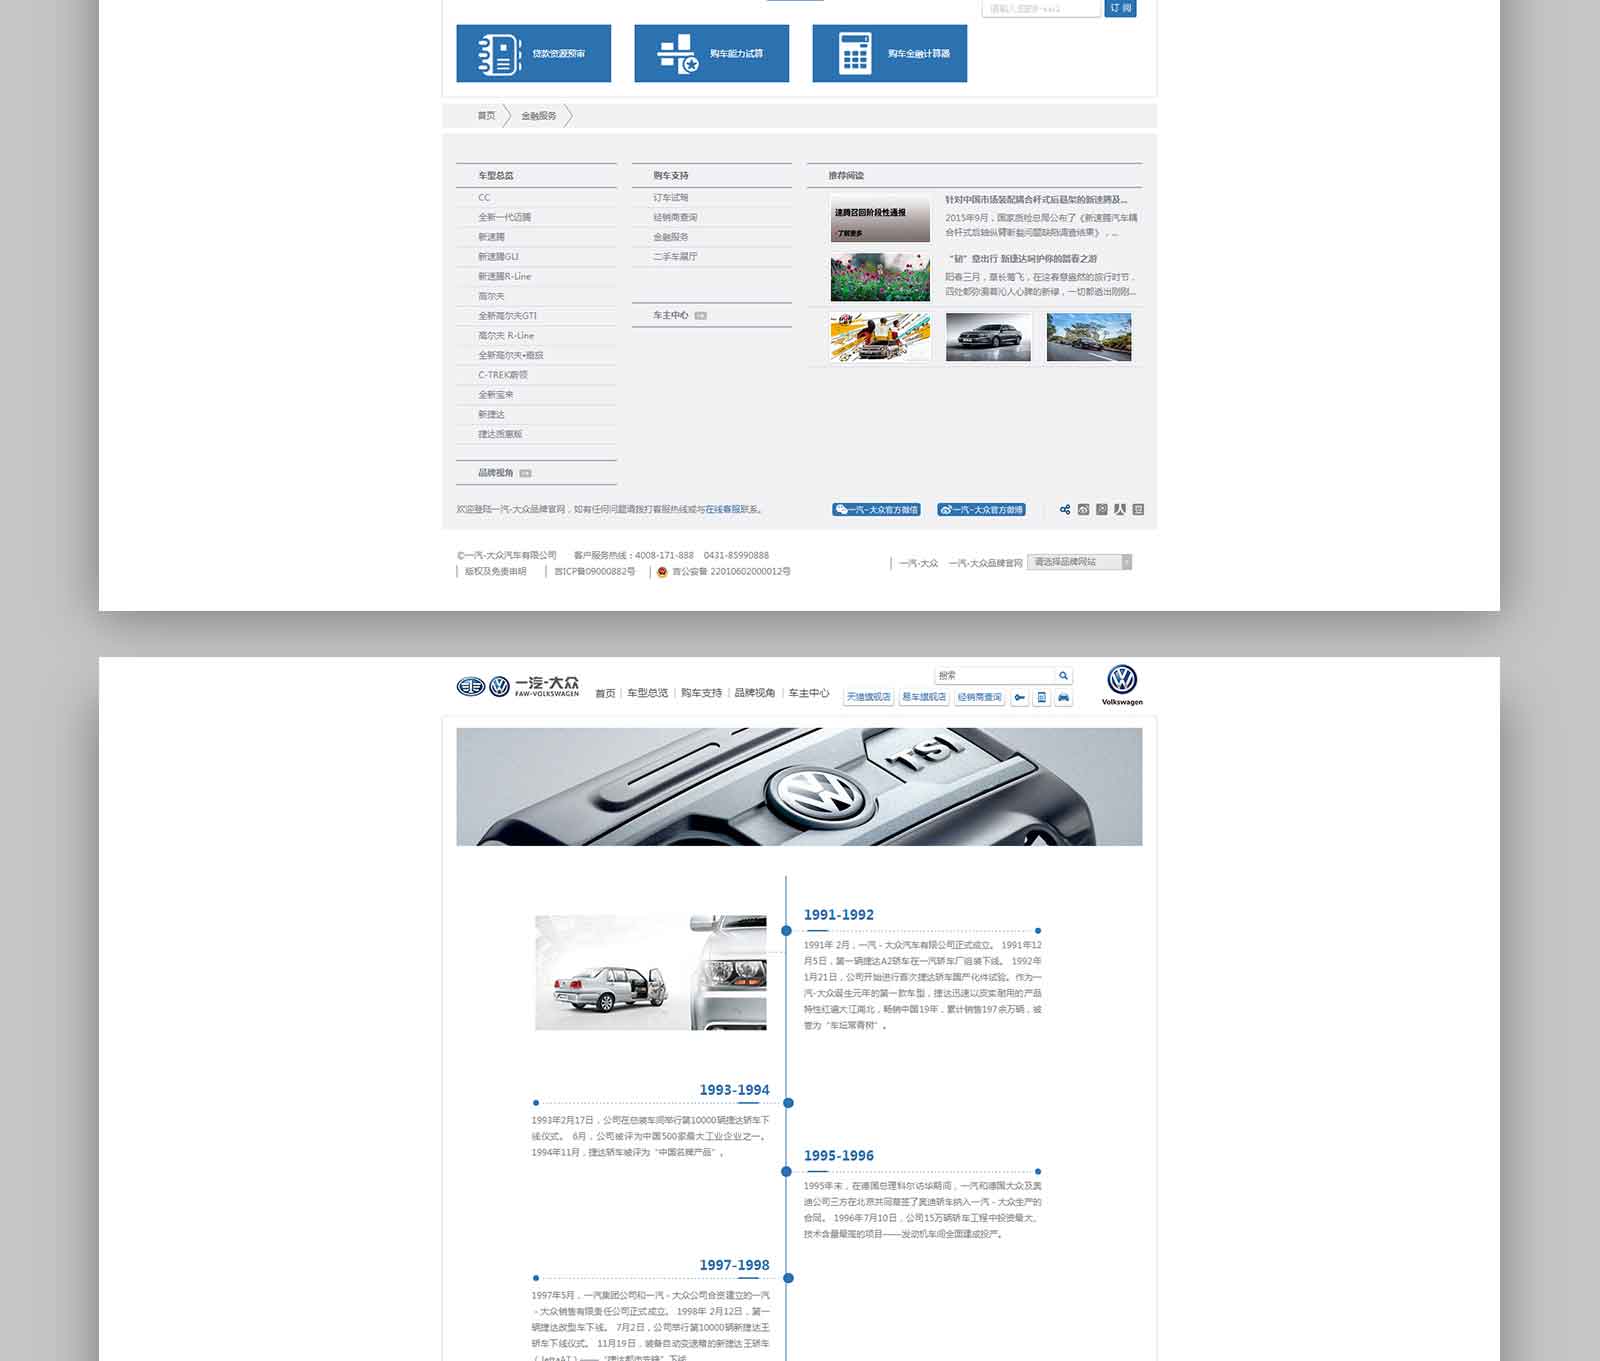 请输入您的E-mail
订 阅
贷款资源预审
购车能力试算
购车金融计算器
首页
金融服务
车型总览
CC
全新一代迈腾
新速腾
新速腾GLI
新速腾R-Line
高尔夫
全新高尔夫GTI
高尔夫 R-Line
全新高尔夫•嘉旅
C-TREK蔚领
全新宝来
新捷达
捷达质惠版
品牌视角
购车支持
订车试驾
经销商查询
金融服务
二手车展厅
车主中心
推荐阅读
速腾召回阶段性通报
·了解更多
针对中国市场装配耦合杆式后悬架的新速腾及...
2015年9月，国家质检总局公布了《新速腾汽车耦
合杆式后轴纵臂断裂问题缺陷调查结果》，...
“韧”意出行 新捷达呵护你的踏春之游
阳春三月，草长莺飞，在这春意盎然的旅行时节，
四处都弥漫着沁人心脾的新绿，一切都透出刚刚...
欢迎登陆一汽-大众品牌官网，如有任何问题请拨打客服热线或与在线客服联系。
一汽-大众官方微信
一汽-大众官方微博
©一汽-大众汽车有限公司 客户服务热线：4008-171-888 0431-85990888
版权及免责申明 吉ICP备09000882号 吉公安备 22010602000012号
一汽-大众 一汽-大众品牌官网 请选择品牌网站
一汽-大众
FAW-VOLKSWAGEN
首页 车型总览 购车支持 品牌视角 车主中心
搜索
天猫旗舰店 易车旗舰店 经销商查询
Volkswagen
TSI
1991-1992
1991年 2月，一汽 - 大众汽车有限公司正式成立。 1991年12
月5日，第一辆捷达A2轿车在一汽轿车厂组装下线。 1992年
1月21日，公司开始进行首次捷达轿车国产化件试验。作为一
汽-大众诞生元年的第一款车型，捷达迅速以皮实耐用的产品
特性红遍大江南北，畅销中国19年，累计销售197余万辆，被
誉为“车坛常青树”。
1993-1994
1993年2月17日，公司在总装车间举行第10000辆捷达轿车下
线仪式。 6月，公司被评为中国500家最大工业企业之一。
1994年11月，捷达轿车被评为“中国名牌产品”。
1995-1996
1995年末，在德国总理科尔访华期间，一汽和德国大众及奥
迪公司三方在北京共同草签了奥迪轿车纳入一汽 - 大众生产的
合同。 1996年7月10日，公司15万辆轿车工程中投资最大、
技术含量最高的项目——发动机车间全面建成投产。
1997-1998
1997年5月，一汽集团公司和一汽 - 大众公司合资建立的一汽
- 大众销售有限责任公司正式成立。 1998年 2月12日，第一
辆捷达改型车下线。 7月2日，公司举行第10000辆新捷达王
轿车下线仪式。 11月19日，装备自动变速箱的新捷达王轿车
（JettaAT）——“捷达都市先锋”下线